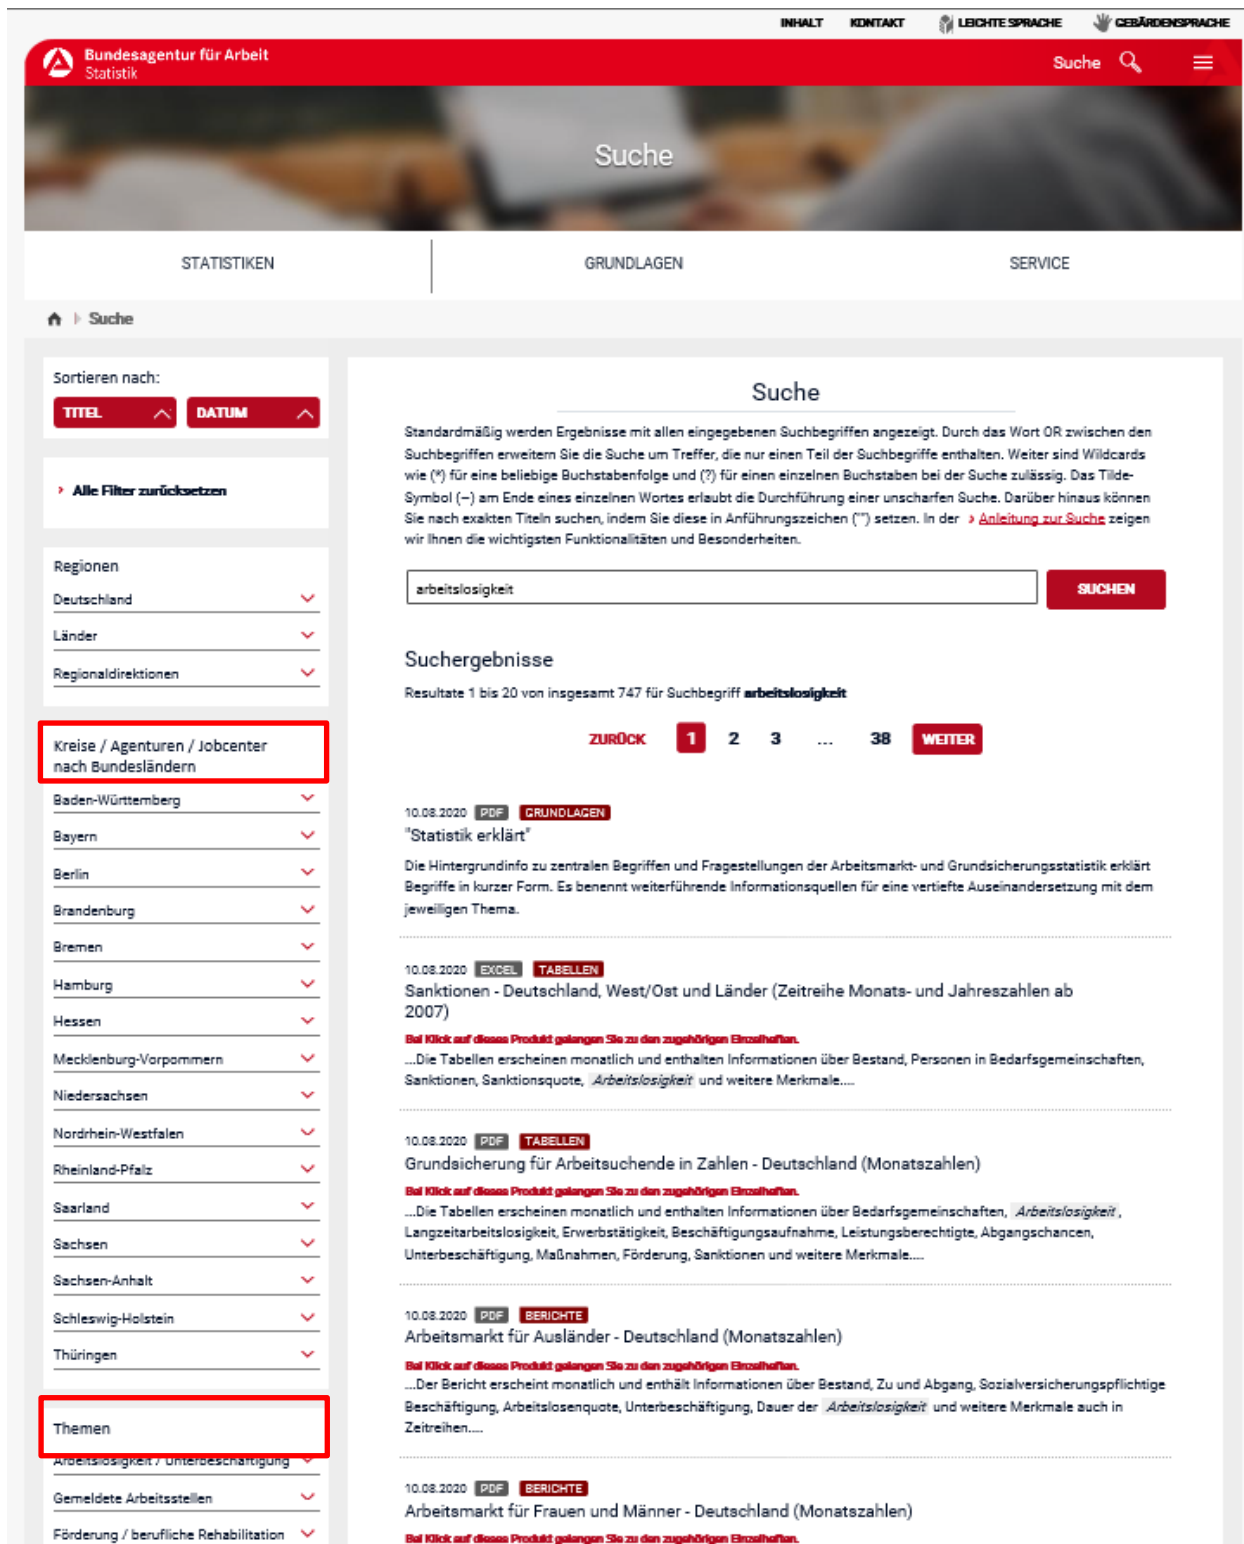 INHALT KONTAKT LEICHTE SPRACHE GEBÄRDENSPRACHE
Bundesagentur für Arbeit
Statistik
Suche
Suche
STATISTIKEN GRUNDLAGEN SERVICE
Suche
Sortieren nach:
TITEL DATUM
Alle Filter zurücksetzen
Regionen
Deutschland
Länder
Regionaldirektionen
Kreise / Agenturen / Jobcenter
nach Bundesländern
Baden-Württemberg
Bayern
Berlin
Brandenburg
Bremen
Hamburg
Hessen
Mecklenburg-Vorpommern
Niedersachsen
Nordrhein-Westfalen
Rheinland-Pfalz
Saarland
Sachsen
Sachsen-Anhalt
Schleswig-Holstein
Thüringen
Themen
Arbeitslosigkeit / Unterbeschäftigung
Gemeldete Arbeitsstellen
Förderung / berufliche Rehabilitation
Suche
Standardmäßig werden Ergebnisse mit allen eingegebenen Suchbegriffen angezeigt. Durch das Wort OR zwischen den
Suchbegriffen erweitern Sie die Suche um Treffer, die nur einen Teil der Suchbegriffe enthalten. Weiter sind Wildcards
wie (*) für eine beliebige Buchstabenfolge und (?) für einen einzelnen Buchstaben bei der Suche zulässig. Das Tilde-
Symbol (~) am Ende eines einzelnen Wortes erlaubt die Durchführung einer unscharfen Suche. Darüber hinaus können
Sie nach exakten Titeln suchen, indem Sie diese in Anführungszeichen ("") setzen. In der Anleitung zur Suche zeigen
wir Ihnen die wichtigsten Funktionalitäten und Besonderheiten.
arbeitslosigkeit SUCHEN
Suchergebnisse
Resultate 1 bis 20 von insgesamt 747 für Suchbegriff arbeitslosigkeit
ZURÜCK 1 2 3 ... 38 WEITER
10.08.2020 PDF GRUNDLAGEN
"Statistik erklärt"
Die Hintergrundinfo zu zentralen Begriffen und Fragestellungen der Arbeitsmarkt- und Grundsicherungsstatistik erklärt
Begriffe in kurzer Form. Es benennt weiterführende Informationsquellen für eine vertiefte Auseinandersetzung mit dem
jeweiligen Thema.
10.08.2020 EXCEL TABELLEN
Sanktionen - Deutschland, West/Ost und Länder (Zeitreihe Monats- und Jahreszahlen ab
2007)
Bei Klick auf dieses Produkt gelangen Sie zu den zugehörigen Einzelheften.
...Die Tabellen erscheinen monatlich und enthalten Informationen über Bestand, Personen in Bedarfsgemeinschaften,
Sanktionen, Sanktionsquote, Arbeitslosigkeit und weitere Merkmale....
10.08.2020 PDF TABELLEN
Grundsicherung für Arbeitsuchende in Zahlen - Deutschland (Monatszahlen)
Bei Klick auf dieses Produkt gelangen Sie zu den zugehörigen Einzelheften.
...Die Tabellen erscheinen monatlich und enthalten Informationen über Bedarfsgemeinschaften, Arbeitslosigkeit,
Langzeitarbeitslosigkeit, Erwerbstätigkeit, Beschäftigungsaufnahme, Leistungsberechtigte, Abgangschancen,
Unterbeschäftigung, Maßnahmen, Förderung, Sanktionen und weitere Merkmale....
10.08.2020 PDF BERICHTE
Arbeitsmarkt für Ausländer - Deutschland (Monatszahlen)
Bei Klick auf dieses Produkt gelangen Sie zu den zugehörigen Einzelheften.
...Der Bericht erscheint monatlich und enthält Informationen über Bestand, Zu und Abgang, Sozialversicherungspflichtige
Beschäftigung, Arbeitslosenquote, Unterbeschäftigung, Dauer der Arbeitslosigkeit und weitere Merkmale auch in
Zeitreihen....
10.08.2020 PDF BERICHTE
Arbeitsmarkt für Frauen und Männer - Deutschland (Monatszahlen)
Bei Klick auf dieses Produkt gelangen Sie zu den zugehörigen Einzelheften.